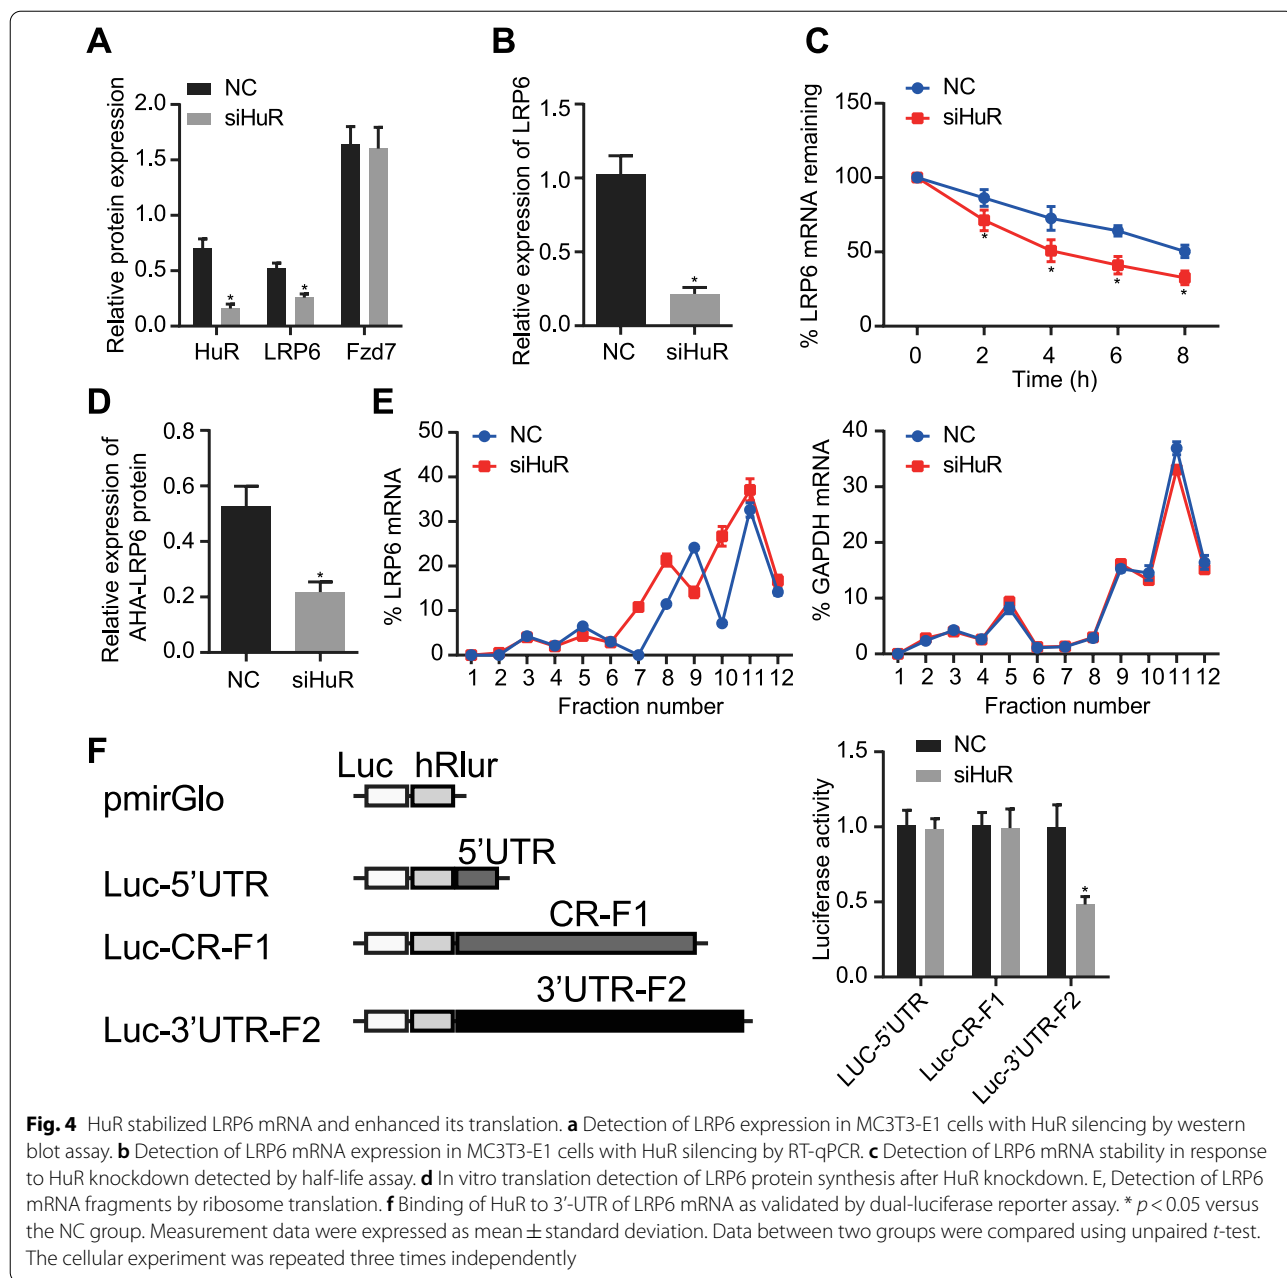 A
NC
siHuR
Relative protein expression
2.0
1.5
1.0
0.5
0.0
*
*
HuR LRP6 Fzd7
B
Relative expression of LRP6
1.5
1.0
0.5
0.0
*
NC siHuR
C
NC
siHuR
% LRP6 mRNA remaining
150
100
50
0
*
*
*
*
0 2 4 6 8
Time (h)
D
Relative expression of
AHA-LRP6 protein
0.8
0.6
0.4
0.2
0.0
*
NC siHuR
E
NC
siHuR
% LRP6 mRNA
50
40
30
20
10
0
1 2 3 4 5 6 7 8 9 10 11 12
Fraction number
NC
siHuR
% GAPDH mRNA
40
30
20
10
0
1 2 3 4 5 6 7 8 9 10 11 12
Fraction number
F
Luc hRlur
pmirGlo
5’UTR
Luc-5’UTR
CR-F1
Luc-CR-F1
3’UTR-F2
Luc-3’UTR-F2
NC
siHuR
Luciferase activity
1.5
1.0
0.5
0.0
*
LUC-5’UTR
Luc-CR-F1
Luc-3’UTR-F2
Fig. 4 HuR stabilized LRP6 mRNA and enhanced its translation. a Detection of LRP6 expression in MC3T3-E1 cells with HuR silencing by western
blot assay. b Detection of LRP6 mRNA expression in MC3T3-E1 cells with HuR silencing by RT-qPCR. c Detection of LRP6 mRNA stability in response
to HuR knockdown detected by half-life assay. d In vitro translation detection of LRP6 protein synthesis after HuR knockdown. E, Detection of LRP6
mRNA fragments by ribosome translation. f Binding of HuR to 3’-UTR of LRP6 mRNA as validated by dual-luciferase reporter assay. * p < 0.05 versus
the NC group. Measurement data were expressed as mean ± standard deviation. Data between two groups were compared using unpaired t-test.
The cellular experiment was repeated three times independently